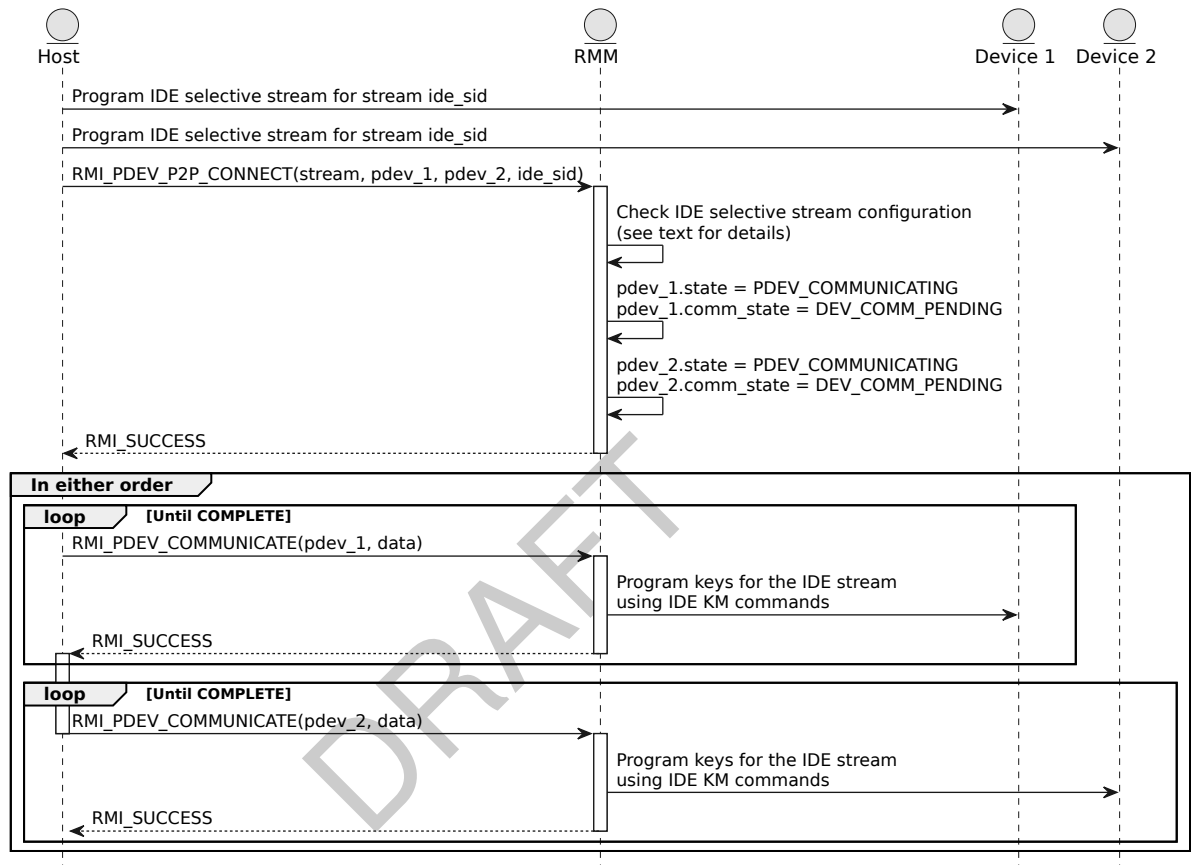 Host
RMM
Device 1
Device 2
Program IDE selective stream for stream ide_sid
Program IDE selective stream for stream ide_sid
RMI_PDEV_P2P_CONNECT(stream, pdev_1, pdev_2, ide_sid)
Check IDE selective stream configuration
(see text for details)
pdev_1.state = PDEV_COMMUNICATING
pdev_1.comm_state = DEV_COMM_PENDING
pdev_2.state = PDEV_COMMUNICATING
pdev_2.comm_state = DEV_COMM_PENDING
RMI_SUCCESS
In either order
loop [Until COMPLETE]
RMI_PDEV_COMMUNICATE(pdev_1, data)
Program keys for the IDE stream
using IDE KM commands
RMI_SUCCESS
loop [Until COMPLETE]
RMI_PDEV_COMMUNICATE(pdev_2, data)
Program keys for the IDE stream
using IDE KM commands
RMI_SUCCESS
DRAFT